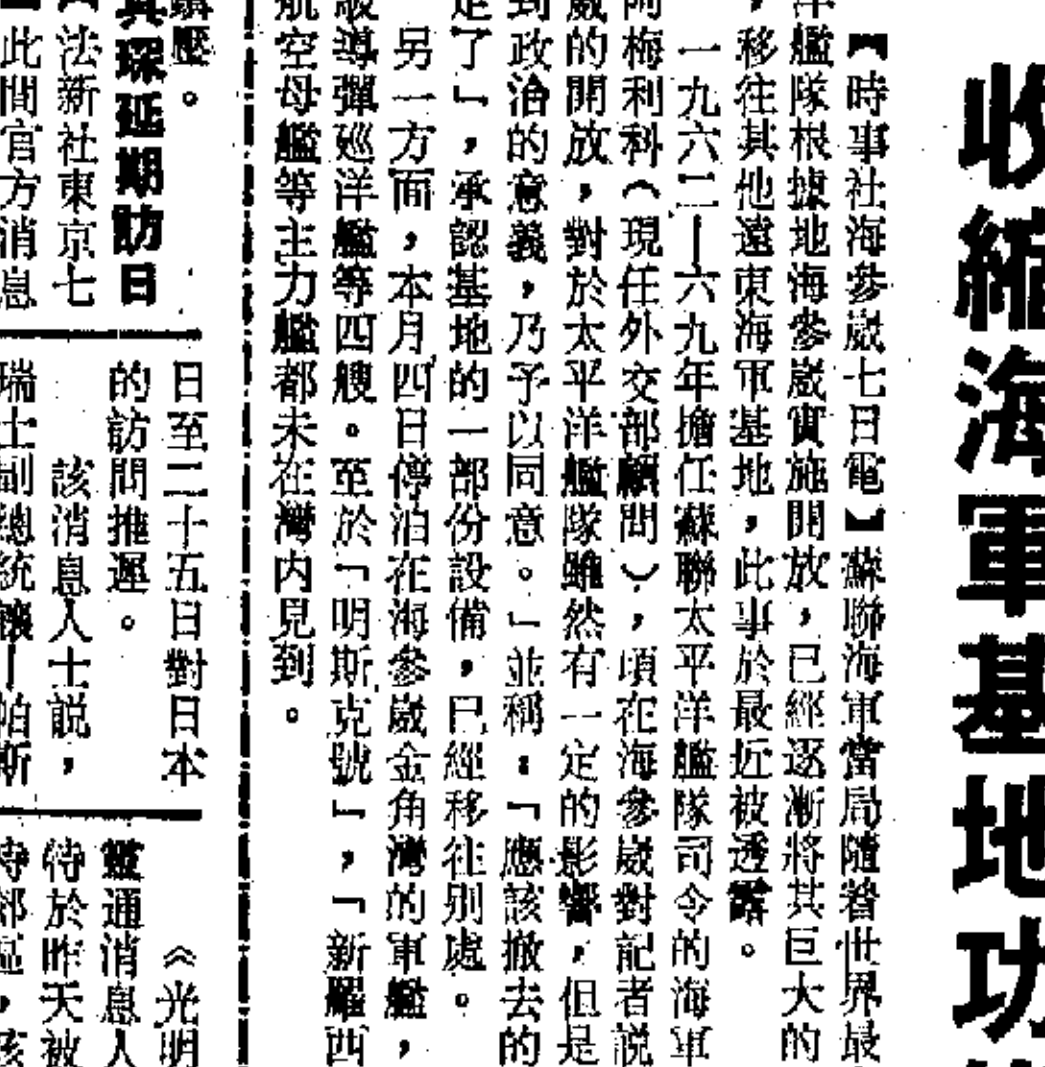 收縮海軍基地功
【時事社海參崴七日電】蘇聯海軍當局隨着世界最
洋艦隊根據地海參崴實施開放，已經逐漸將其巨大的
，移往其他遠東海軍基地，此事於最近被透露。
一九六二—六九年擔任蘇聯太平洋艦隊司令的海軍
阿梅利科（現任外交部顧問），頃在海參崴對記者說
崴的開放，對於太平洋艦隊雖然有一定的影響，但是
到政治的意義，乃予以同意。」並稱：「應該撤去的
走了」，承認基地的一部份設備，已經移往別處。
另一方面，本月四日停泊在海參崴金角灣的軍艦，
級導彈巡洋艦等四艘。至於「明斯克號」，「新羅西
航空母艦等主力艦都未在灣內見到。
鎮壓。
其琛延期訪日
【法新社東京七
【此間官方消息
日至二十五日對日本
的訪問推遲。
該消息人士說，
瑞士副總統 帕斯
《光明
靈通消息人
待於昨天被
郊區，該